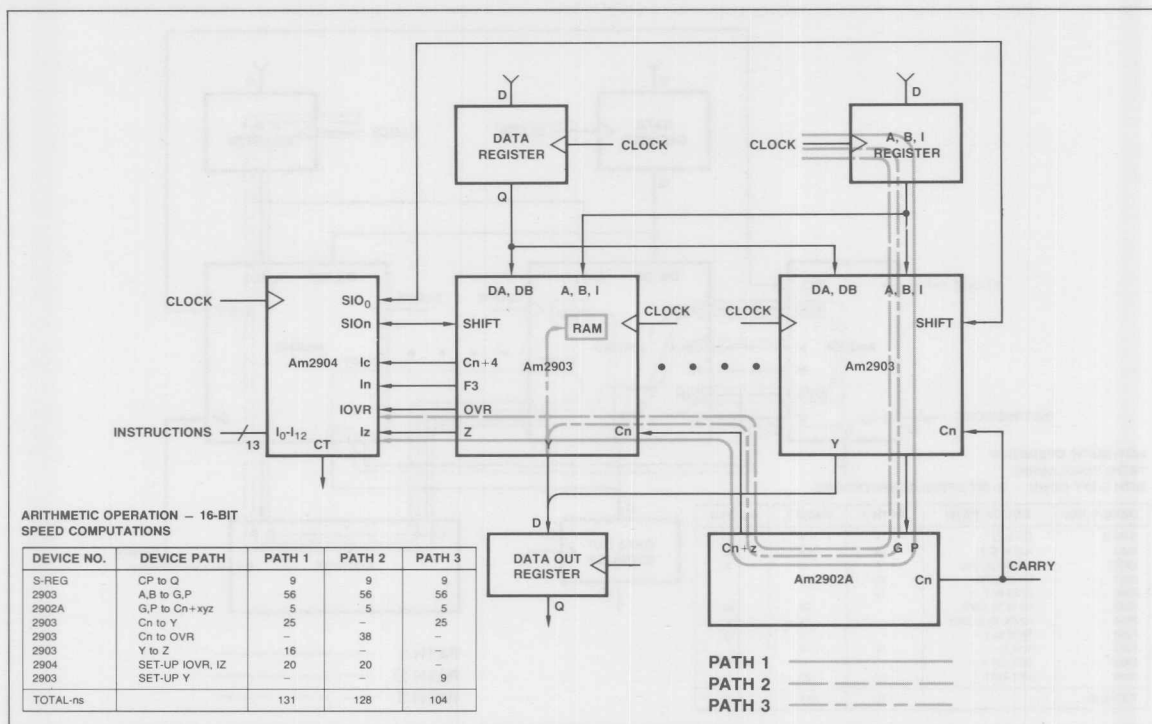 D
D
DATA
REGISTER
CLOCK
CLOCK
A, B, I
REGISTER
Q
DA, DB
A, B, I
DA, DB
A, B, I
CLOCK
SIO0
SIOn
SHIFT
RAM
CLOCK
CLOCK
SHIFT
Am2904
Ic
Cn+4
Am2903
Am2903
In
F3
IOVR
OVR
INSTRUCTIONS
13
I0-I12
Iz
Z
Cn
Cn
CT
Y
Y
D
DATA OUT
REGISTER
Q
Cn+z
G P
Am2902A
Cn
CARRY
ARITHMETIC OPERATION – 16-BIT
SPEED COMPUTATIONS
DEVICE NO. DEVICE PATH PATH 1 PATH 2 PATH 3
S-REG CP to Q 9 9 9
2903 A,B to G,P 56 56 56
2902A G,P to Cn+xyz 5 5 5
2903 Cn to Y 25 – 25
2903 Cn to OVR – 38 –
2903 Y to Z 16 – –
2904 SET-UP IOVR, IZ 20 20 –
2903 SET-UP Y – – 9
TOTAL-ns 131 128 104
PATH 1
PATH 2
PATH 3